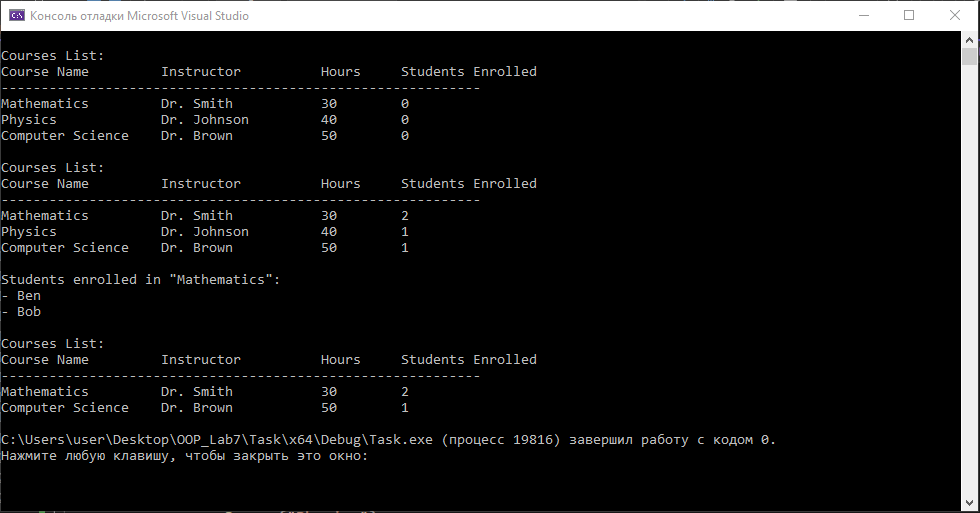 Консоль отладки Microsoft Visual Studio
Courses List:
Course Name         Instructor          Hours     Students Enrolled
------------------------------------------------------------
Mathematics         Dr. Smith           30        0
Physics             Dr. Johnson         40        0
Computer Science    Dr. Brown           50        0
Courses List:
Course Name         Instructor          Hours     Students Enrolled
------------------------------------------------------------
Mathematics         Dr. Smith           30        2
Physics             Dr. Johnson         40        1
Computer Science    Dr. Brown           50        1
Students enrolled in "Mathematics":
- Ben
- Bob
Courses List:
Course Name         Instructor          Hours     Students Enrolled
------------------------------------------------------------
Mathematics         Dr. Smith           30        2
Computer Science    Dr. Brown           50        1
C:\Users\user\Desktop\OOP_Lab7\Task\x64\Debug\Task.exe (процесс 19816) завершил работу с кодом 0.
Нажмите любую клавишу, чтобы закрыть это окно: